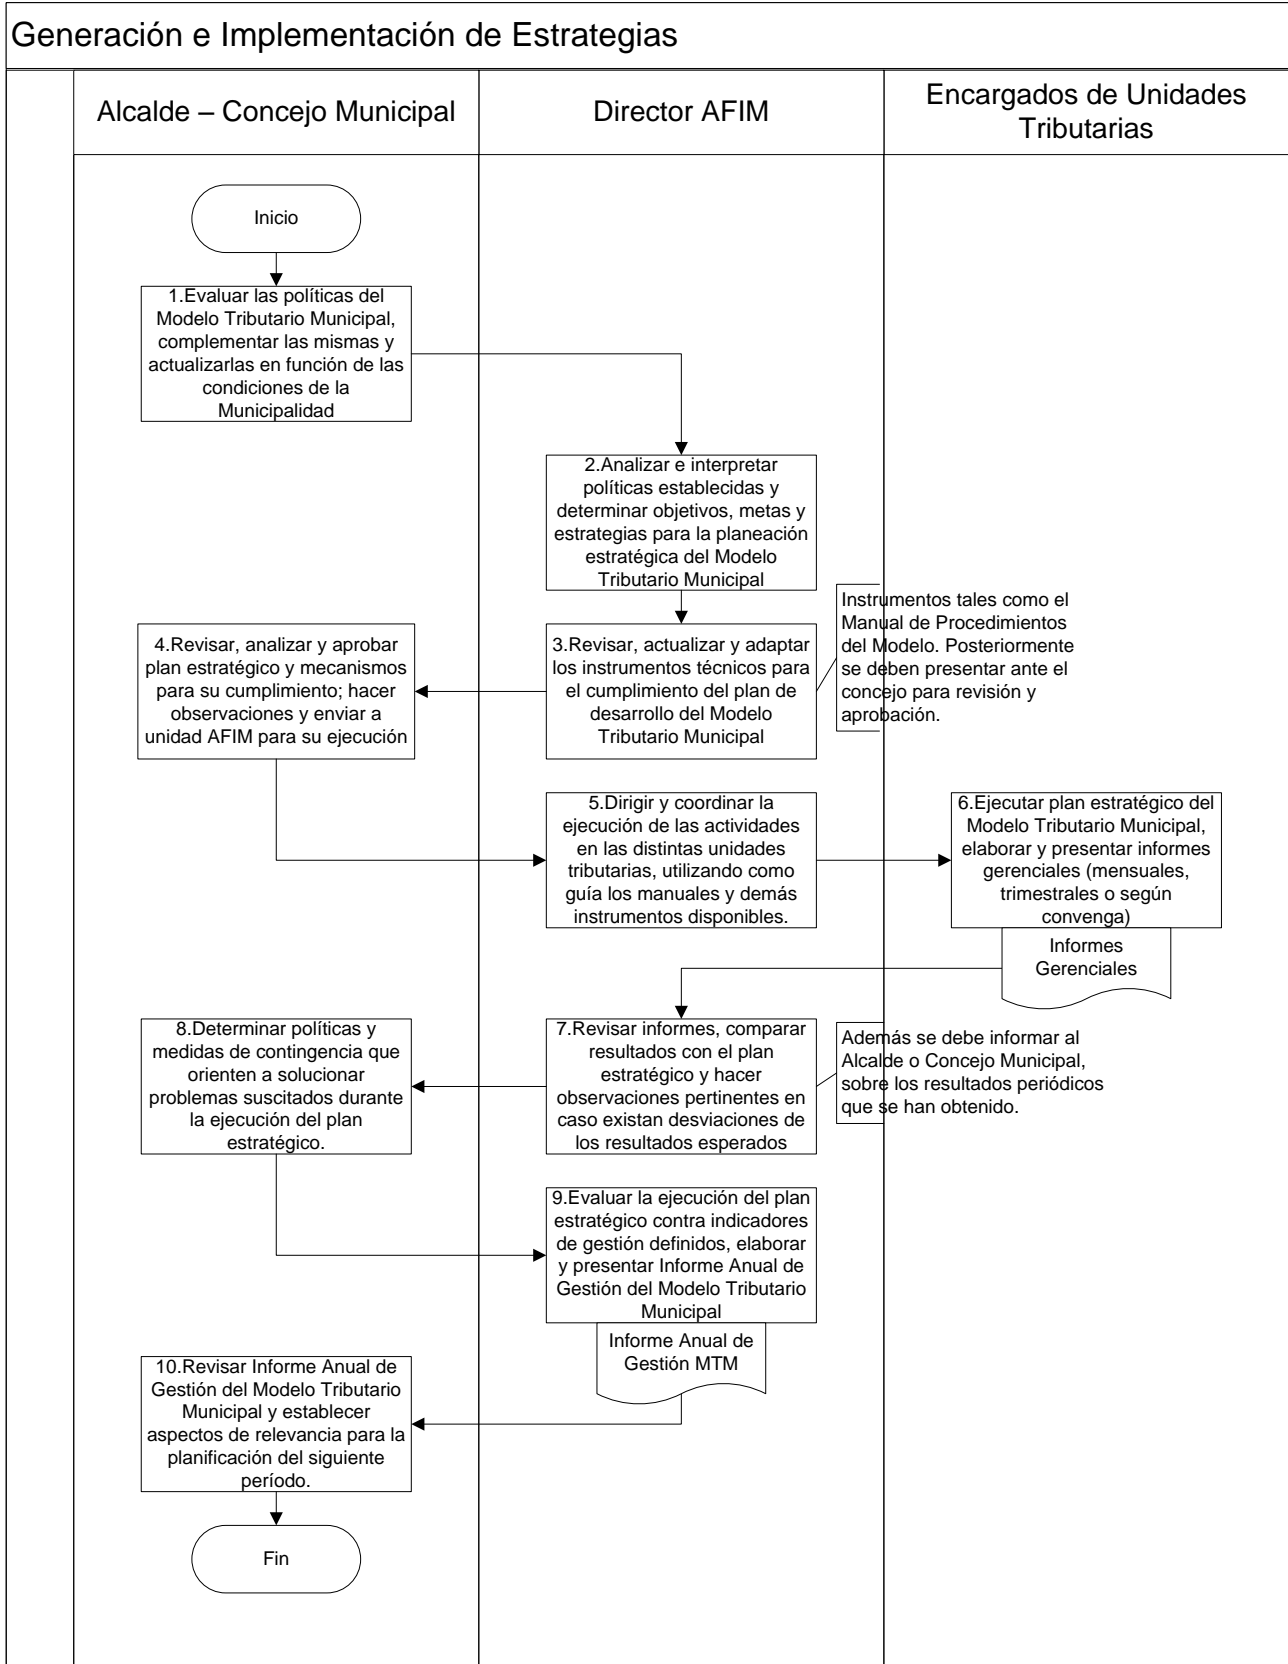 Generación e Implementación de Estrategias
Alcalde – Concejo Municipal
Director AFIM
Encargados de Unidades
Tributarias
Inicio
1.Evaluar las políticas del
Modelo Tributario Municipal,
complementar las mismas y
actualizarlas en función de las
condiciones de la
Municipalidad
2.Analizar e interpretar
políticas establecidas y
determinar objetivos, metas y
estrategias para la planeación
estratégica del Modelo
Tributario Municipal
3.Revisar, actualizar y adaptar
los instrumentos técnicos para
el cumplimiento del plan de
desarrollo del Modelo
Tributario Municipal
Instrumentos tales como el
Manual de Procedimientos
del Modelo. Posteriormente
se deben presentar ante el
concejo para revisión y
aprobación.
4.Revisar, analizar y aprobar
plan estratégico y mecanismos
para su cumplimiento; hacer
observaciones y enviar a
unidad AFIM para su ejecución
5.Dirigir y coordinar la
ejecución de las actividades
en las distintas unidades
tributarias, utilizando como
guía los manuales y demás
instrumentos disponibles.
6.Ejecutar plan estratégico del
Modelo Tributario Municipal,
elaborar y presentar informes
gerenciales (mensuales,
trimestrales o según
convenga)
Informes
Gerenciales
7.Revisar informes, comparar
resultados con el plan
estratégico y hacer
observaciones pertinentes en
caso existan desviaciones de
los resultados esperados
Además se debe informar al
Alcalde o Concejo Municipal,
sobre los resultados periódicos
que se han obtenido.
8.Determinar políticas y
medidas de contingencia que
orienten a solucionar
problemas suscitados durante
la ejecución del plan
estratégico.
9.Evaluar la ejecución del plan
estratégico contra indicadores
de gestión definidos, elaborar
y presentar Informe Anual de
Gestión del Modelo Tributario
Municipal
Informe Anual de
Gestión MTM
10.Revisar Informe Anual de
Gestión del Modelo Tributario
Municipal y establecer
aspectos de relevancia para la
planificación del siguiente
período.
Fin